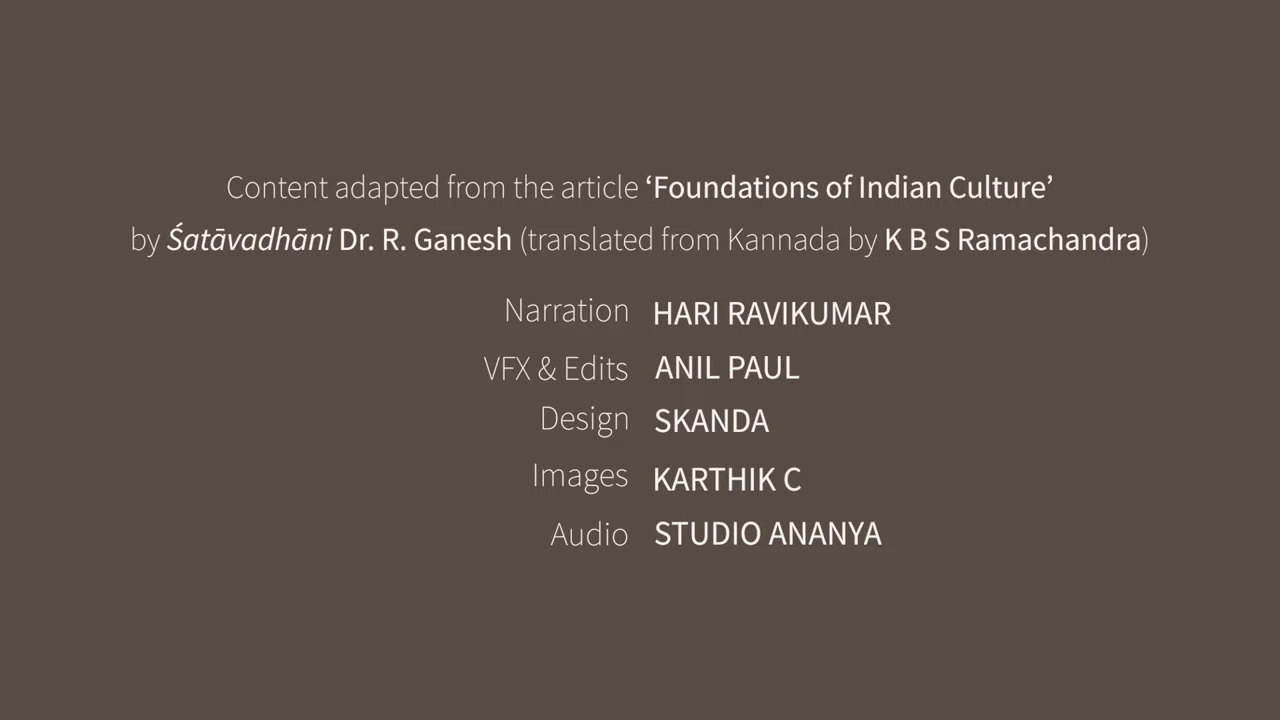 Content adapted from the article ‘Foundations of Indian Culture’
by Śatāvadhāni Dr. R. Ganesh (translated from Kannada by K B S Ramachandra)
Narration HARI RAVIKUMAR
VFX & Edits ANIL PAUL
Design SKANDA
Images KARTHIK C
Audio STUDIO ANANYA